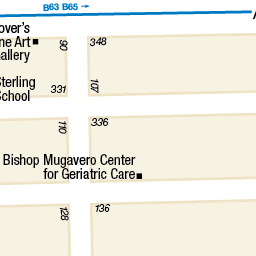 B63 B65 →
over's
ne Art
allery
90
348
Sterling
School
331
107
110
336
Bishop Mugavero Center
for Geriatric Care
128
136